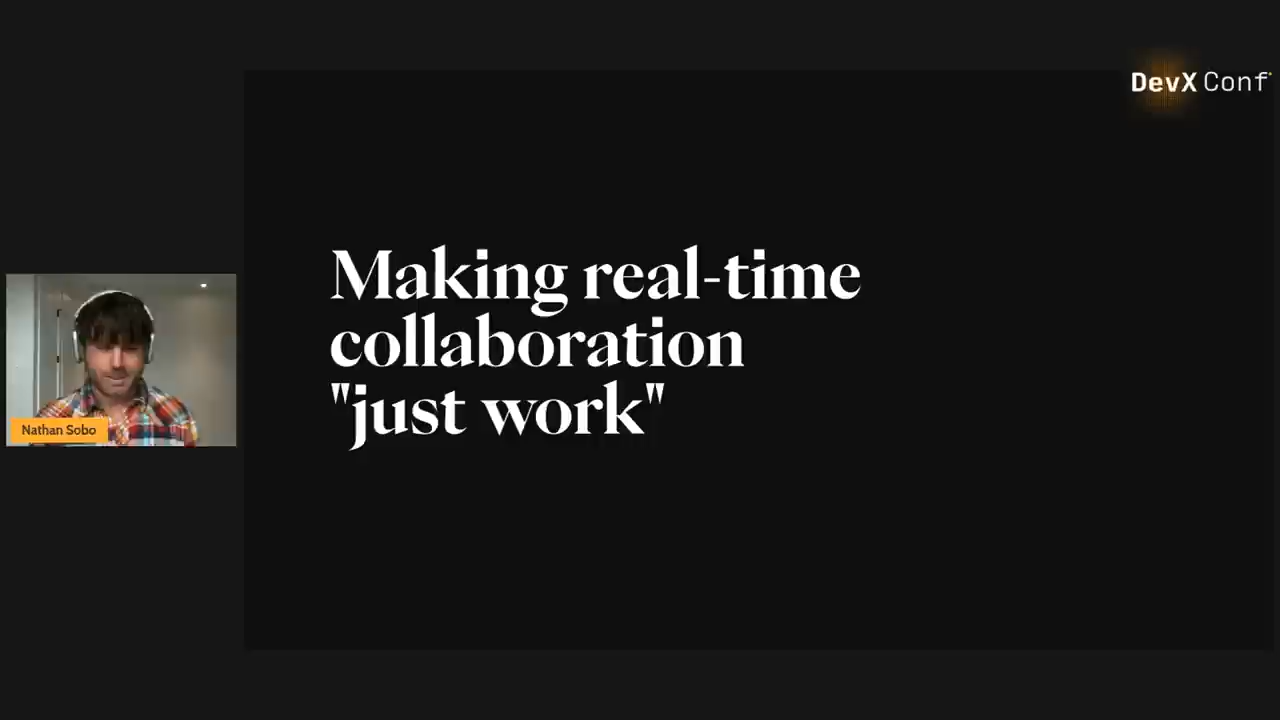 DevX Conf
Making real-time
collaboration
"just work"
Nathan Sobo